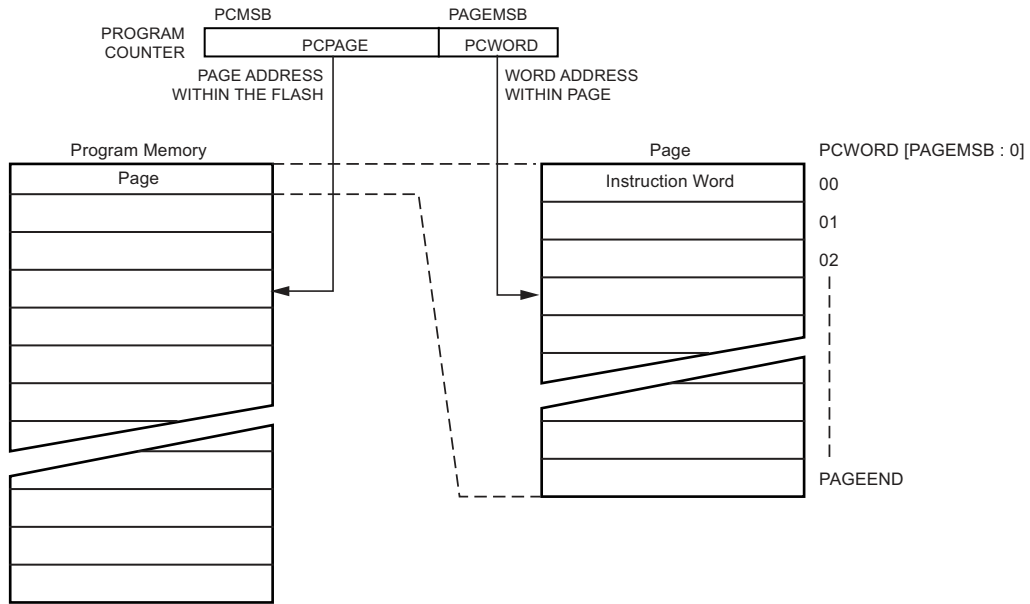 PCMSB
PAGEMSB
PROGRAM
COUNTER
PCPAGE
PCWORD
PAGE ADDRESS
WITHIN THE FLASH
WORD ADDRESS
WITHIN PAGE
Program Memory
Page
PCWORD [PAGEMSB : 0]
Page
Instruction Word
00
01
02
PAGEEND